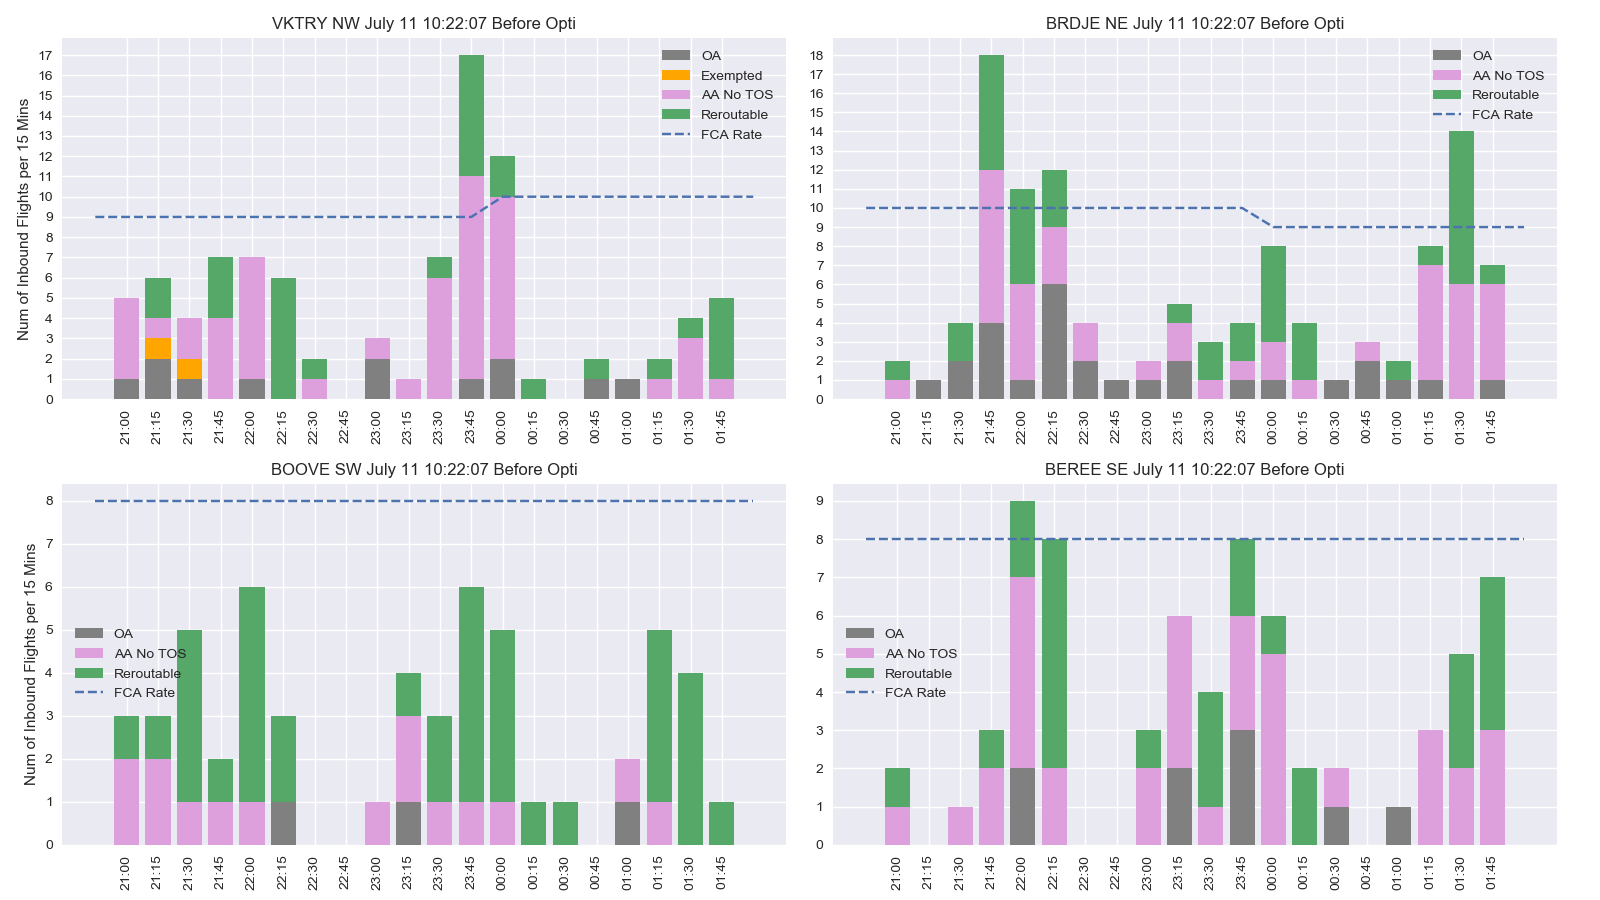 VKTRY NW July 11 10:22:07 Before Opti
Num of Inbound Flights per 15 Mins
17
16
15
14
13
12
11
10
9
8
7
6
5
4
3
2
1
0
OA
Exempted
AA No TOS
Reroutable
FCA Rate
21:00 21:15 21:30 21:45 22:00 22:15 22:30 22:45 23:00 23:15 23:30 23:45 00:00 00:15 00:30 00:45 01:00 01:15 01:30 01:45
BRDJE NE July 11 10:22:07 Before Opti
18
17
16
15
14
13
12
11
10
9
8
7
6
5
4
3
2
1
0
OA
AA No TOS
Reroutable
FCA Rate
21:00 21:15 21:30 21:45 22:00 22:15 22:30 22:45 23:00 23:15 23:30 23:45 00:00 00:15 00:30 00:45 01:00 01:15 01:30 01:45
BOOVE SW July 11 10:22:07 Before Opti
Num of Inbound Flights per 15 Mins
8
7
6
5
4
3
2
1
0
OA
AA No TOS
Reroutable
FCA Rate
21:00 21:15 21:30 21:45 22:00 22:15 22:30 22:45 23:00 23:15 23:30 23:45 00:00 00:15 00:30 00:45 01:00 01:15 01:30 01:45
BEREE SE July 11 10:22:07 Before Opti
9
8
7
6
5
4
3
2
1
0
OA
AA No TOS
Reroutable
FCA Rate
21:00 21:15 21:30 21:45 22:00 22:15 22:30 22:45 23:00 23:15 23:30 23:45 00:00 00:15 00:30 00:45 01:00 01:15 01:30 01:45